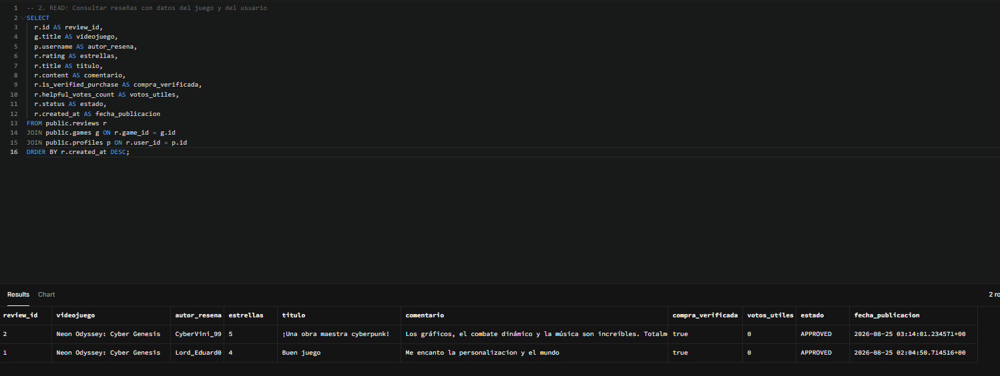 1 -- 2. READ: Consultar reseñas con datos del juego y del usuario
2 SELECT
3 r.id AS review_id,
4 g.title AS videojuego,
5 p.username AS autor_resena,
6 r.rating AS estrellas,
7 r.title AS titulo,
8 r.content AS comentario,
9 r.is_verified_purchase AS compra_verificada,
10 r.helpful_votes_count AS votos_utiles,
11 r.status AS estado,
12 r.created_at AS fecha_publicacion
13 FROM public.reviews r
14 JOIN public.games g ON r.game_id = g.id
15 JOIN public.profiles p ON r.user_id = p.id
16 ORDER BY r.created_at DESC;
Results Chart 2 ro
review_id videojuego autor_resena estrellas titulo comentario compra_verificada votos_utiles estado fecha_publicacion
2 Neon Odyssey: Cyber Genesis CyberVini_99 5 ¡Una obra maestra cyberpunk! Los gráficos, el combate dinámico y la música son increíbles. Totalm true 0 APPROVED 2026-08-25 03:14:01.234571+00
1 Neon Odyssey: Cyber Genesis Lord_Eduard0 4 Buen juego Me encanto la personalizacion y el mundo true 0 APPROVED 2026-08-25 02:04:50.714516+00